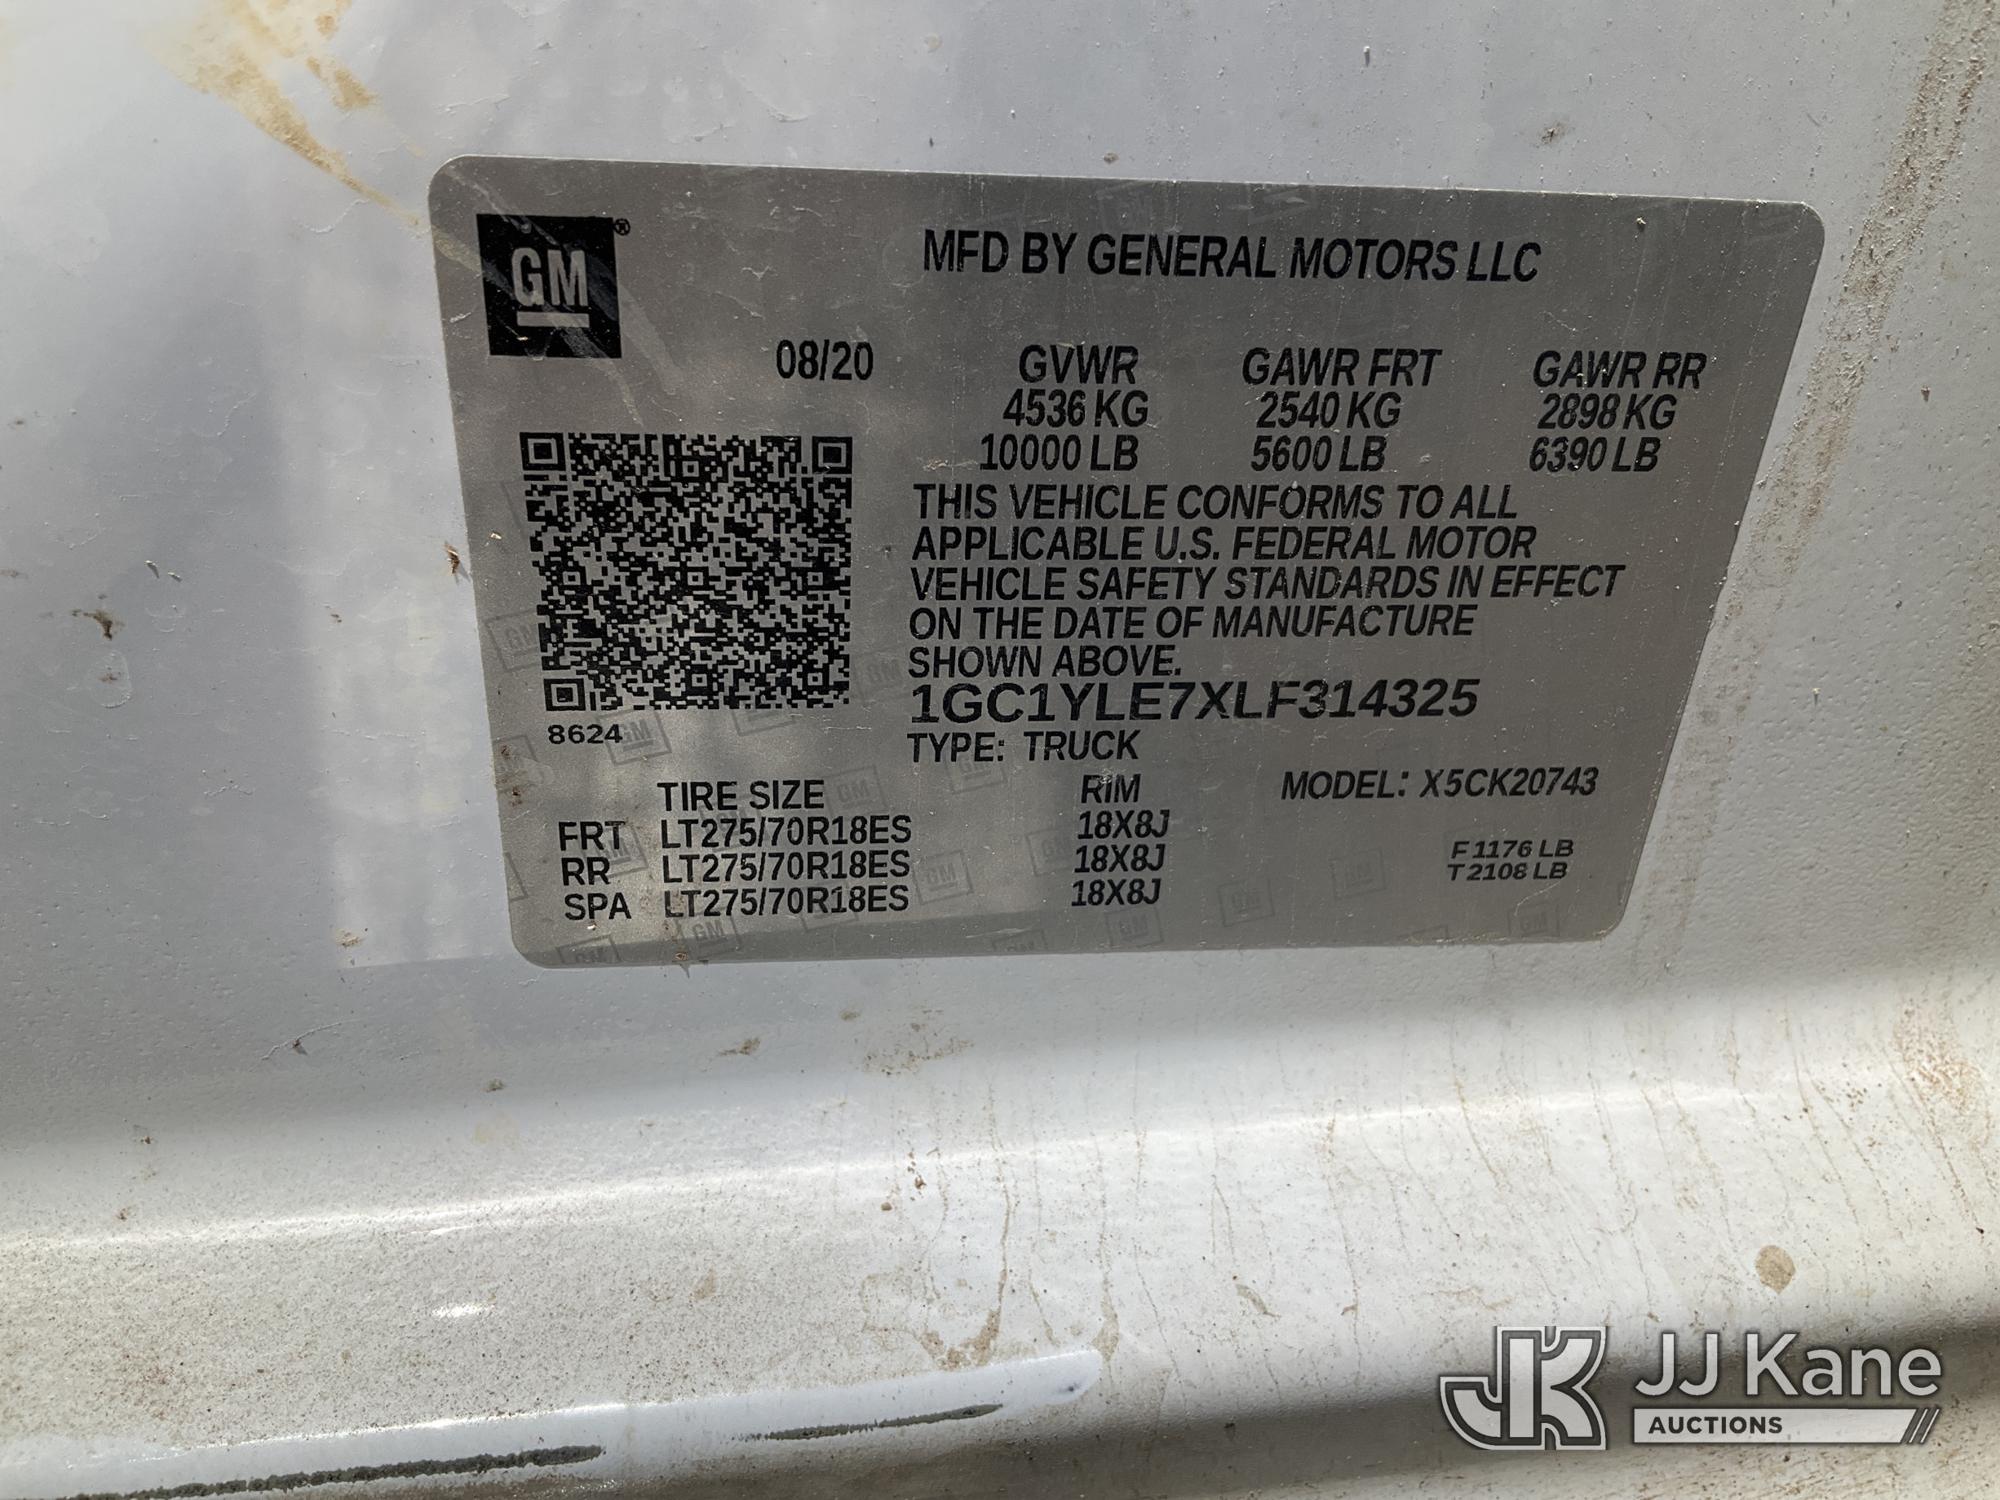 GM®
MFD BY GENERAL MOTORS LLC
08/20 GVWR GAWR FRT GAWR RR
4536 KG 2540 KG 2898 KG
10000 LB 5600 LB 6390 LB
THIS VEHICLE CONFORMS TO ALL
APPLICABLE U.S. FEDERAL MOTOR
VEHICLE SAFETY STANDARDS IN EFFECT
ON THE DATE OF MANUFACTURE
SHOWN ABOVE.
1GC1YLE7XLF314325
8624
TYPE: TRUCK
TIRE SIZE RIM MODEL: X5CK20743
FRT LT275/70R18ES 18X8J
RR LT275/70R18ES 18X8J
SPA LT275/70R18ES 18X8J
F 1176 LB
T 2108 LB
JK JJ Kane
AUCTIONS